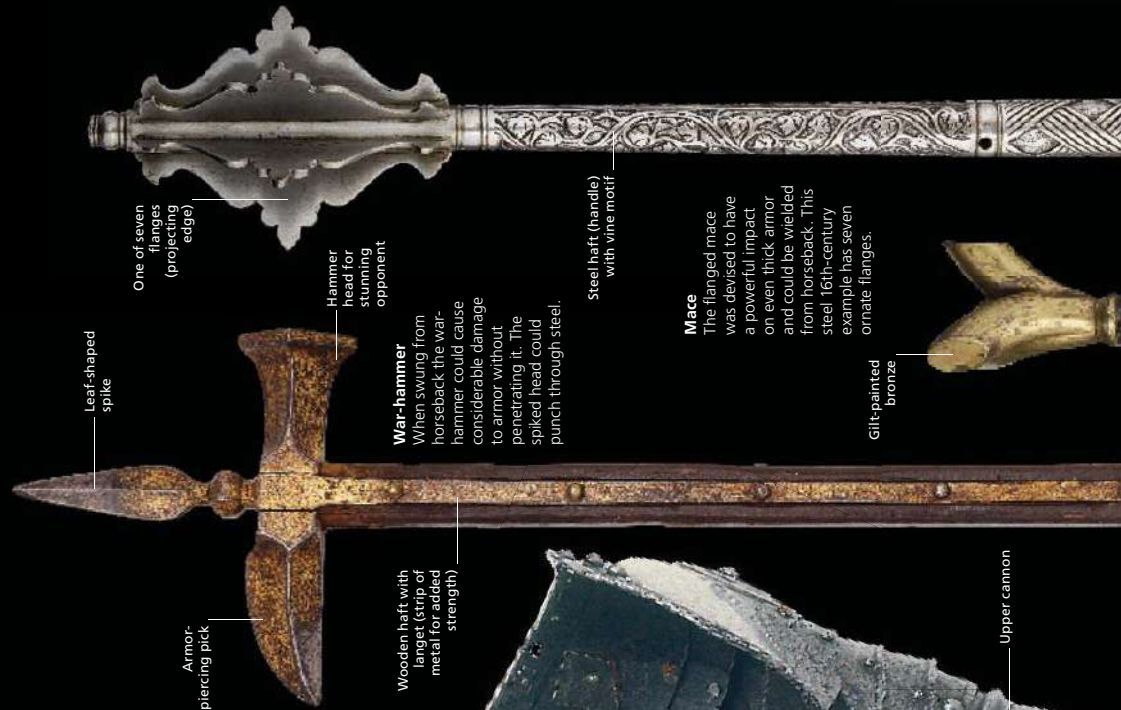 One of seven
flanges
(projecting
edge)
Leaf-shaped
spike
Hammer
head for
stunning
opponent
Armor-
piercing pick
War-hammer
When swung from
horseback the war-
hammer could cause
considerable damage
to armor without
penetrating it. The
spiked head could
punch through steel.
Wooden haft with
langet (strip of
metal for added
strength)
Steel haft (handle)
with vine motif
Mace
The flanged mace
was devised to have
a powerful impact
on even thick armor
and could be wielded
from horseback. This
steel 16th-century
example has seven
ornate flanges.
Gilt-painted
bronze
Upper cannon